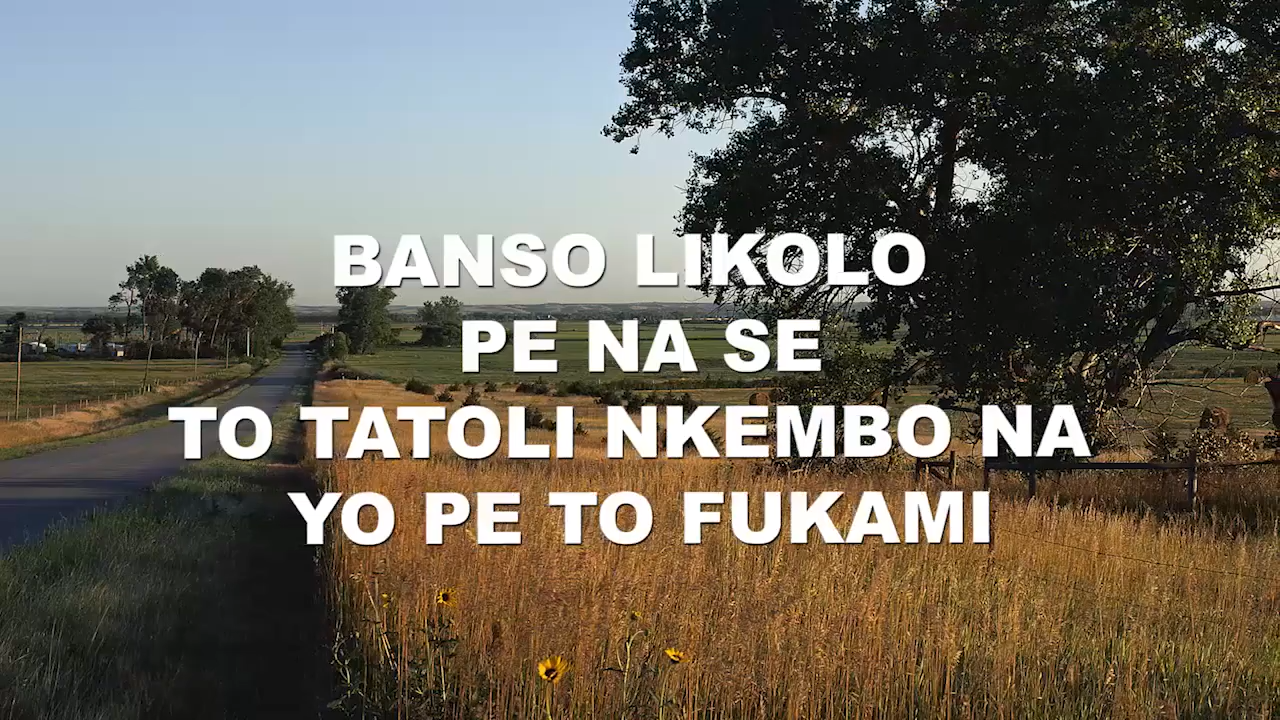 BANSO LIKOLO
PE NA SE
TO TATOLI NKEMBO NA
YO PE TO FUKAMI